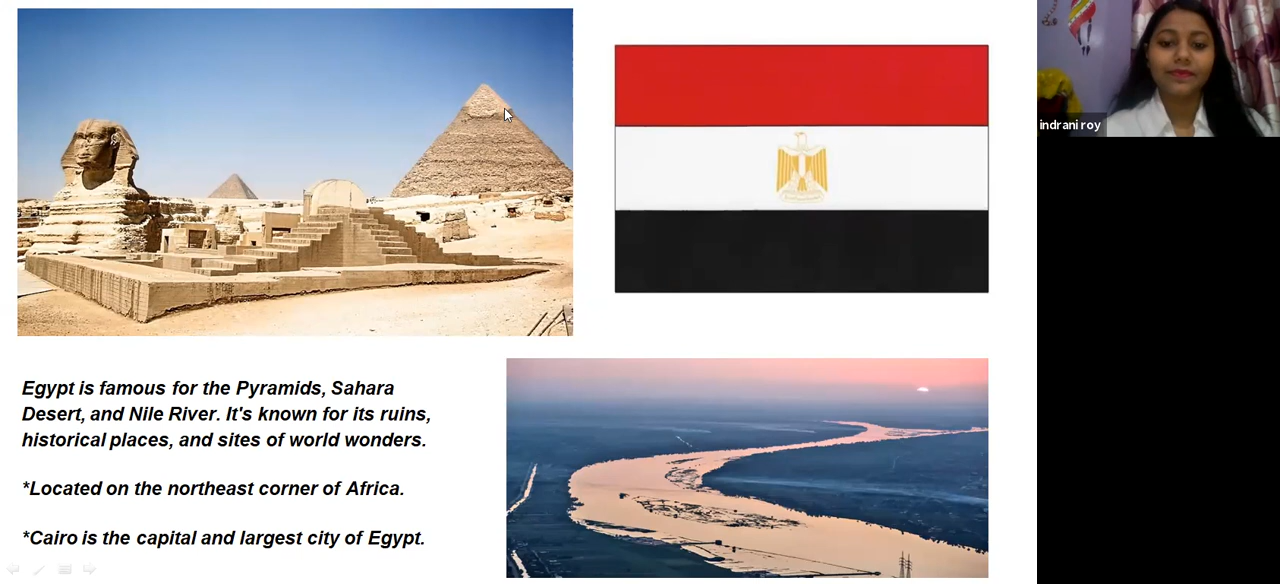 Egypt is famous for the Pyramids, Sahara
Desert, and Nile River. It's known for its ruins,
historical places, and sites of world wonders.
*Located on the northeast corner of Africa.
*Cairo is the capital and largest city of Egypt.
indrani roy